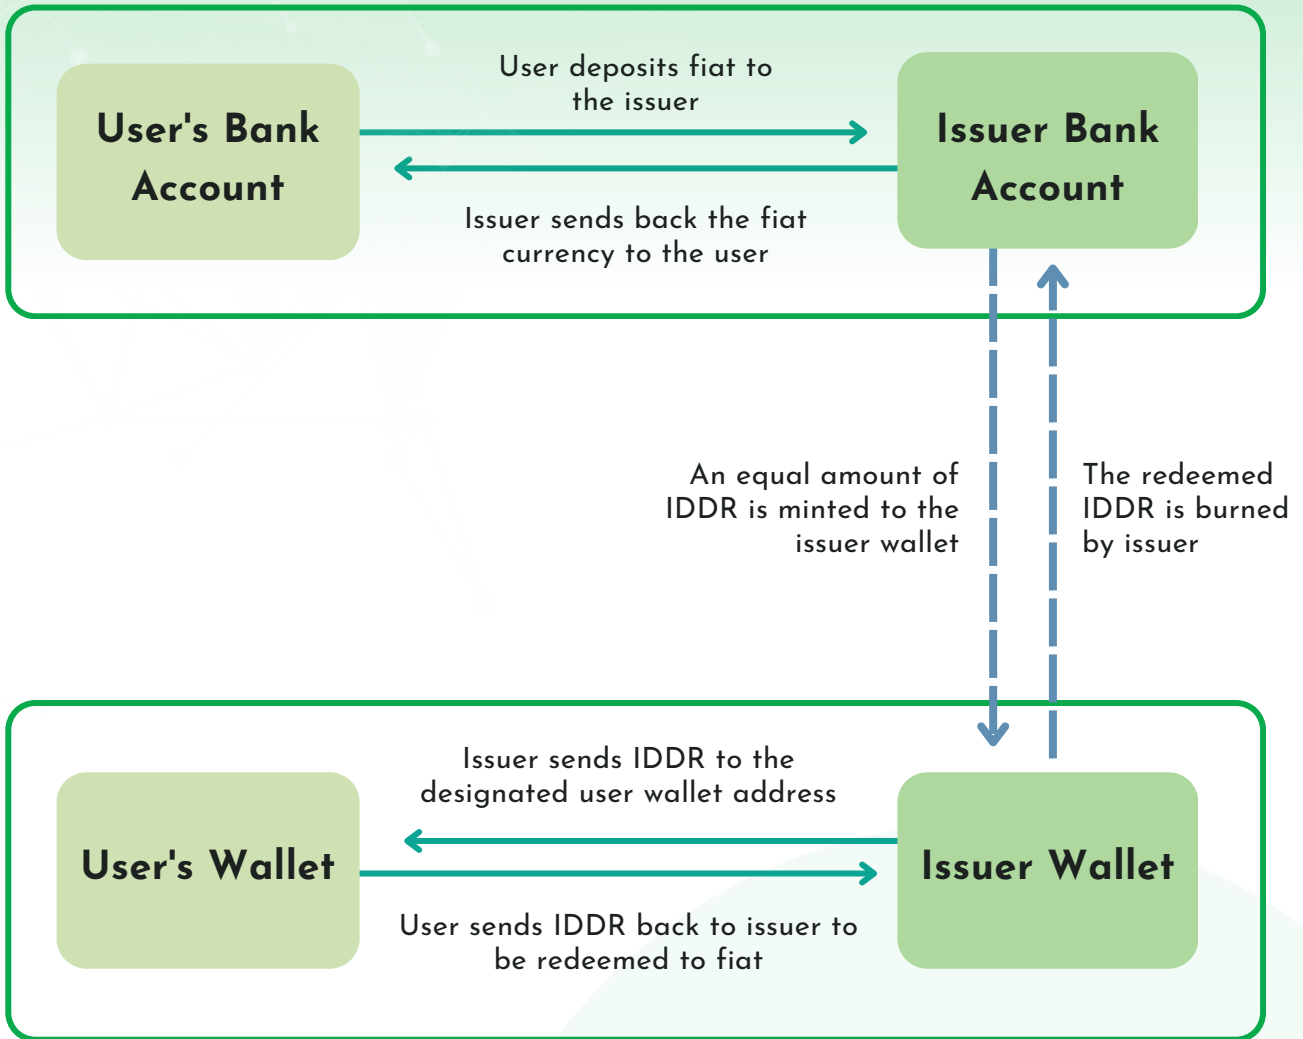 User deposits fiat to
the issuer
User's Bank
Account
Issuer Bank
Account
Issuer sends back the fiat
currency to the user
An equal amount of
IDDR is minted to the
issuer wallet
The redeemed
IDDR is burned
by issuer
Issuer sends IDDR to the
designated user wallet address
User's Wallet
Issuer Wallet
User sends IDDR back to issuer to
be redeemed to fiat